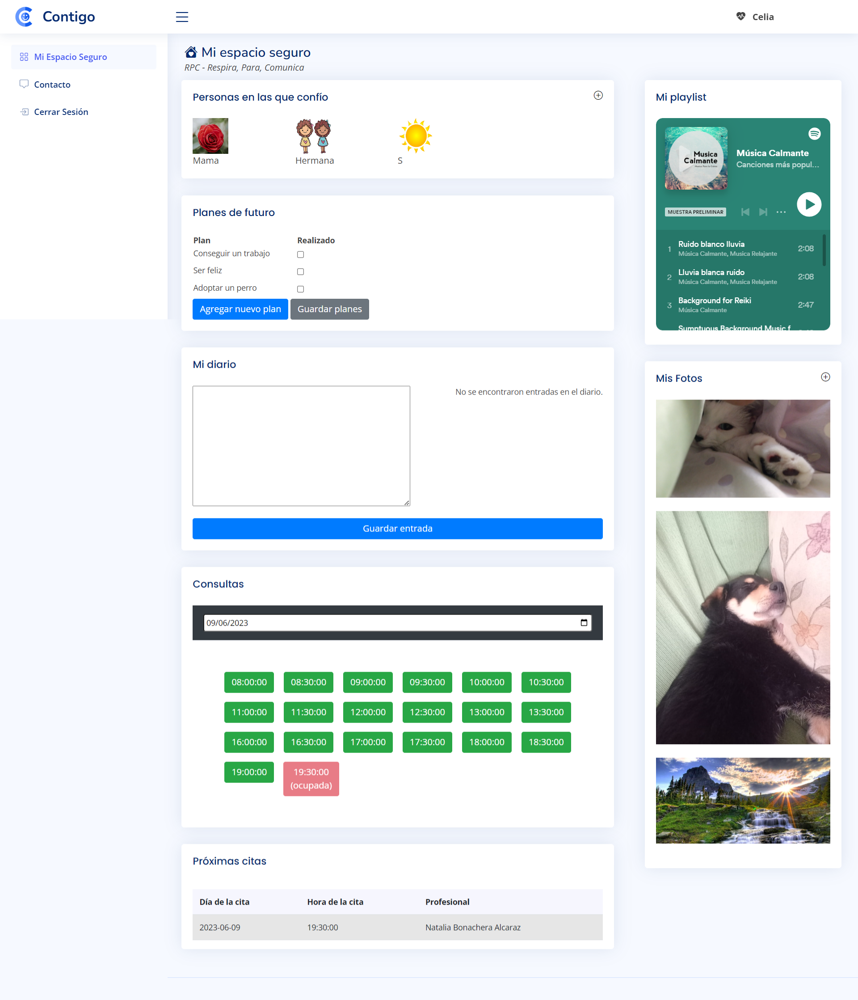 Contigo
Celia
Mi Espacio Seguro
Contacto
Cerrar Sesión
Mi espacio seguro
RPC - Respira, Para, Comunica
Personas en las que confío
Mama
Hermana
S
Planes de futuro
Plan Realizado
Conseguir un trabajo
Ser feliz
Adoptar un perro
Agregar nuevo plan Guardar planes
Mi diario
No se encontraron entradas en el diario.
Guardar entrada
Consultas
09/06/2023
08:00:00 08:30:00 09:00:00 09:30:00 10:00:00 10:30:00
11:00:00 11:30:00 12:00:00 12:30:00 13:00:00 13:30:00
16:00:00 16:30:00 17:00:00 17:30:00 18:00:00 18:30:00
19:00:00 19:30:00
(ocupada)
Próximas citas
Día de la cita Hora de la cita Profesional
2023-06-09 19:30:00 Natalia Bonachera Alcaraz
Mi playlist
Musica
Calmante
Música Calmante
Canciones más popul...
MUESTRA PRELIMINAR
1 Ruido blanco lluvia 2:08
Música Calmante, Musica Relajante
2 Lluvia blanca ruido 2:08
Música Calmante, Musica Relajante
3 Background for Reiki 2:47
Música Calmante
Sumptuous Background Music f
Mis Fotos